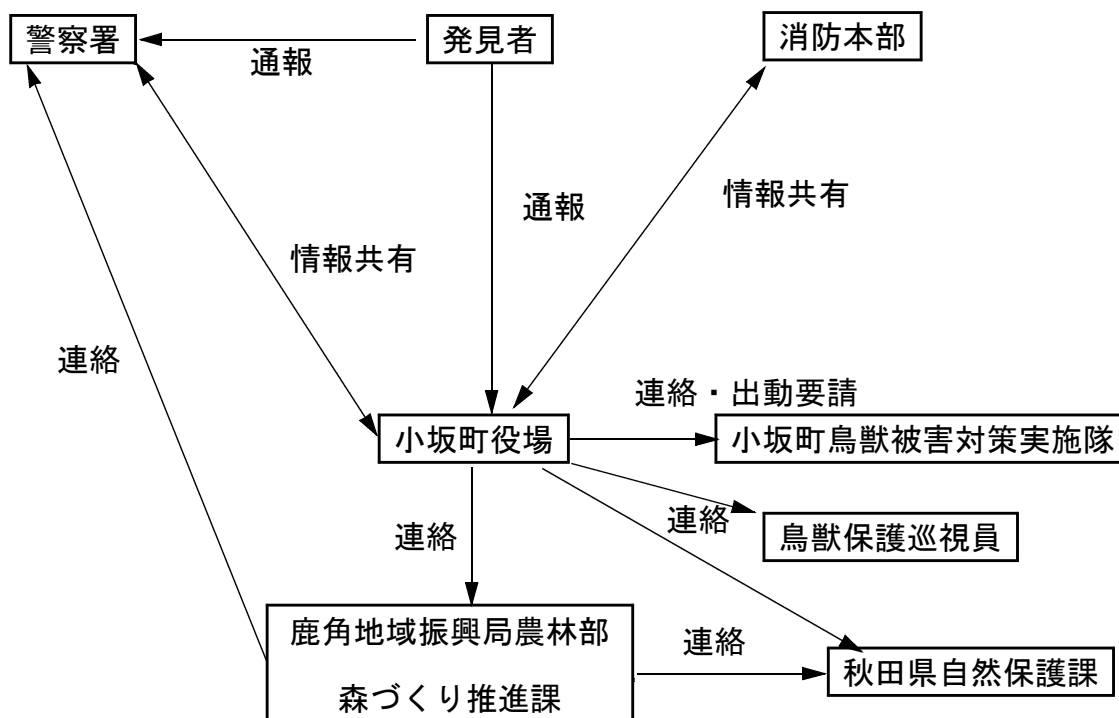 警察署
発見者
消防本部
通報
通報
情報共有
情報共有
連絡
連絡・出動要請
小坂町役場
小坂町鳥獣被害対策実施隊
連絡
連絡
鳥獣保護巡視員
鹿角地域振興局農林部
森づくり推進課
連絡
秋田県自然保護課